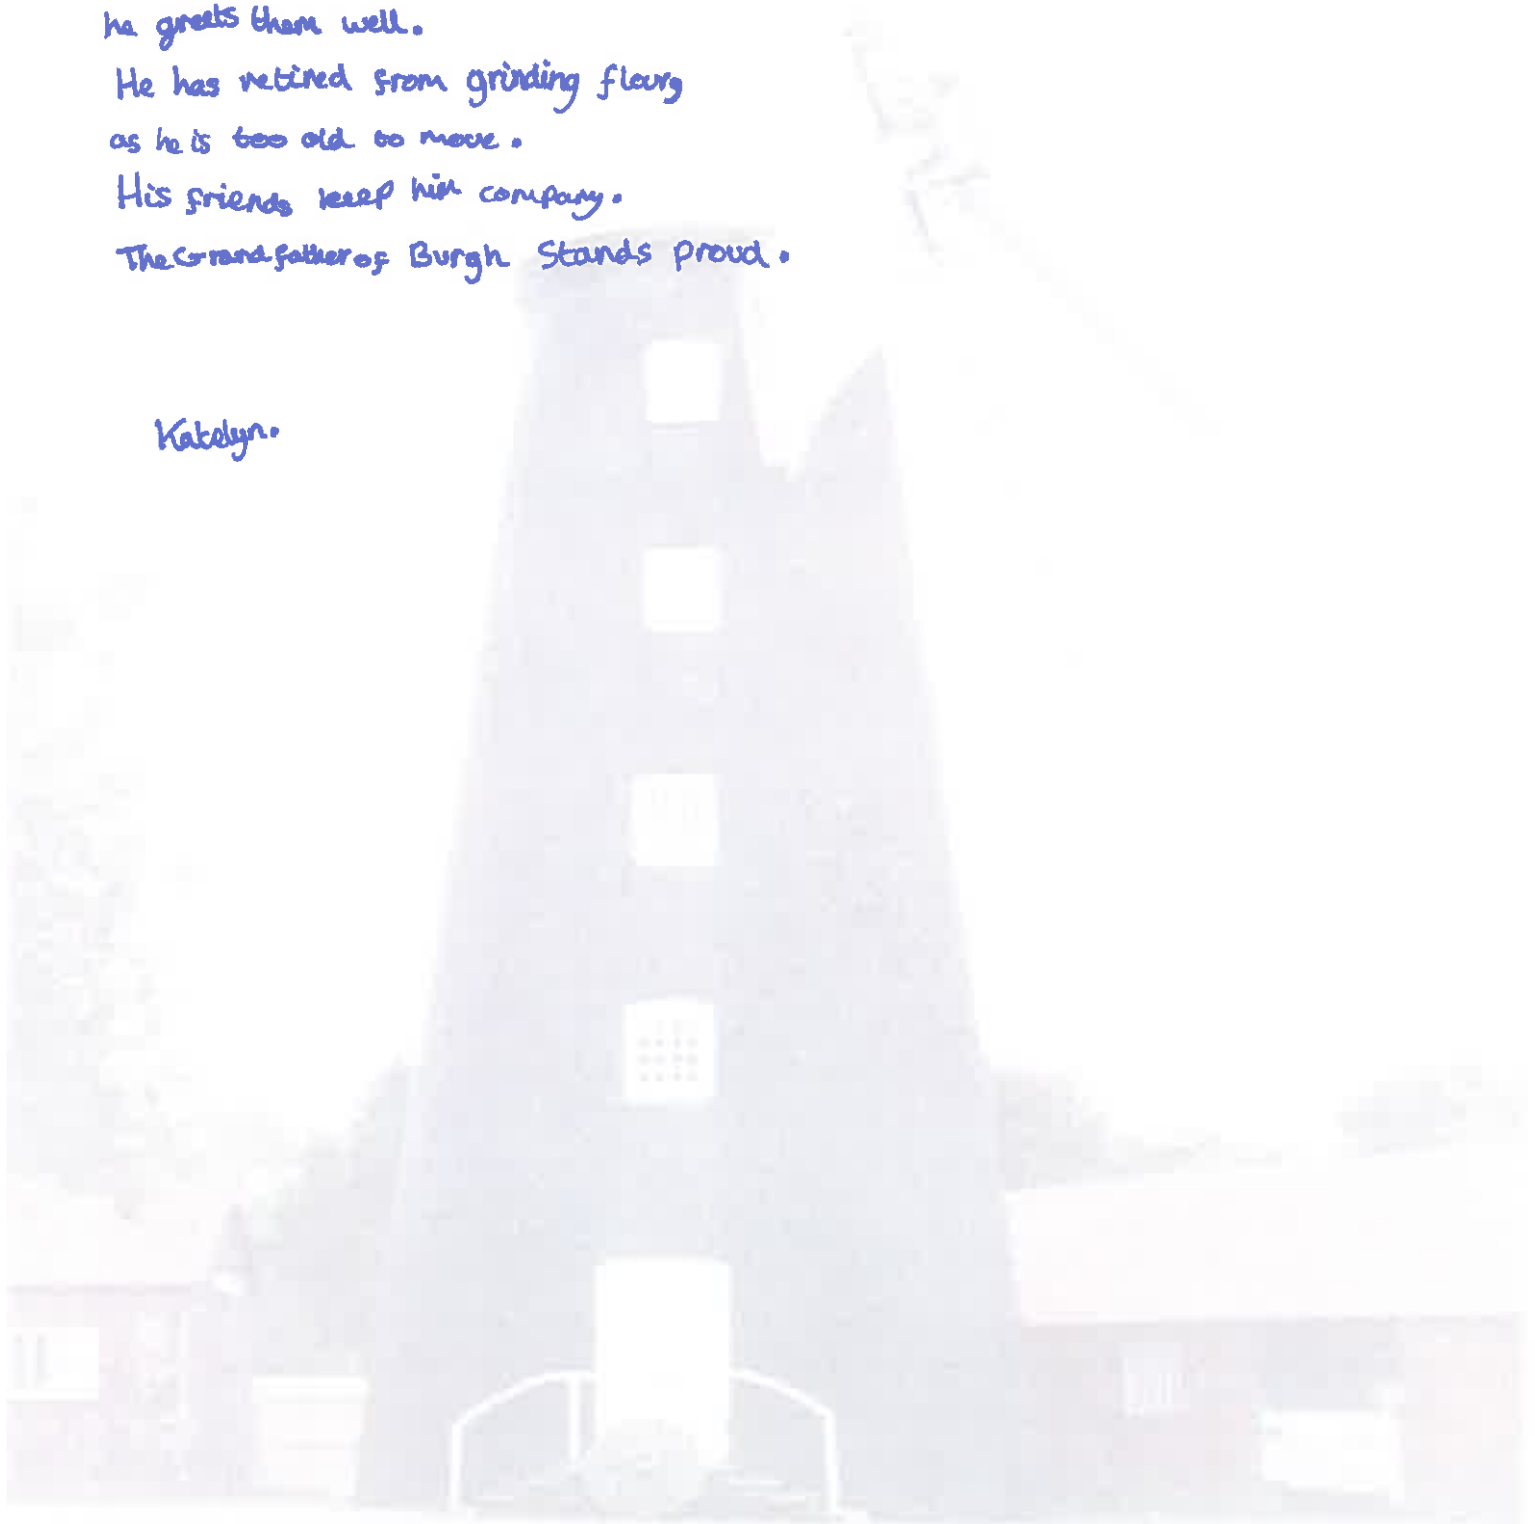 he greets them well.
He has retired from grinding flour,
as he is too old to move.
His friends keep him company.
The Grandfather of Burgh Stands proud.
Katelyn.